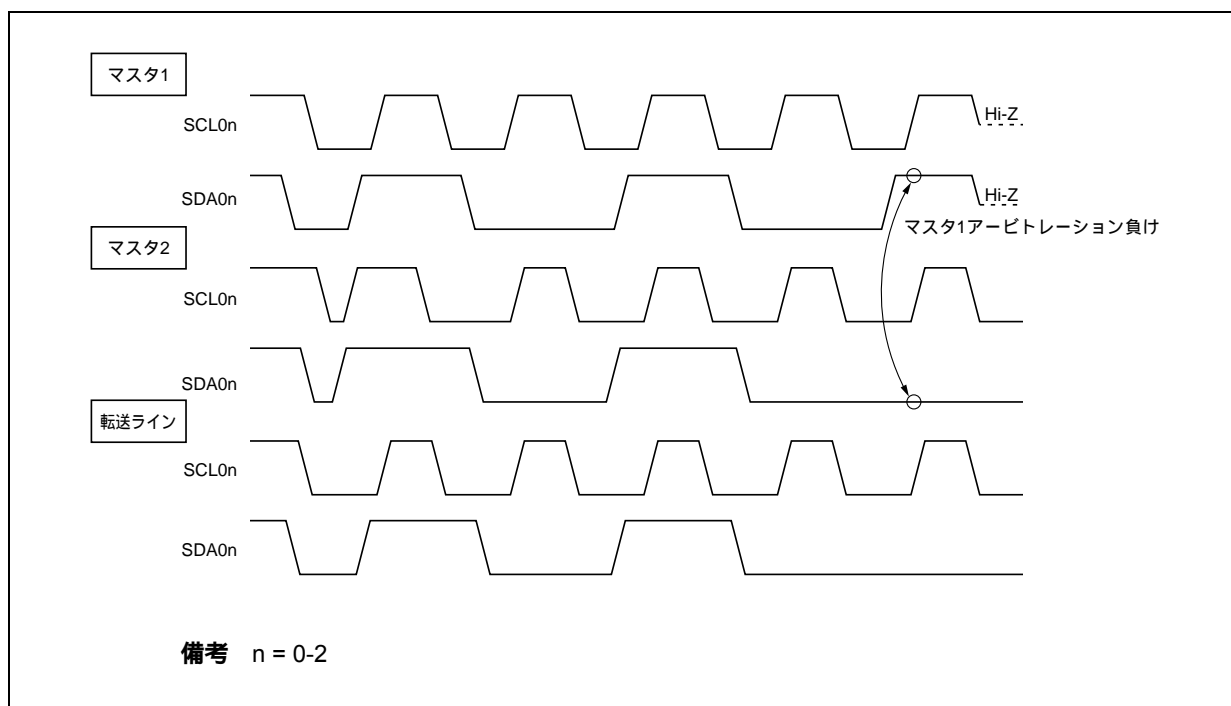 マスタ1
SCL0n
Hi-Z
SDA0n
Hi-Z
マスタ1アービトレーション負け
マスタ2
SCL0n
SDA0n
転送ライン
SCL0n
SDA0n
備考 n = 0-2